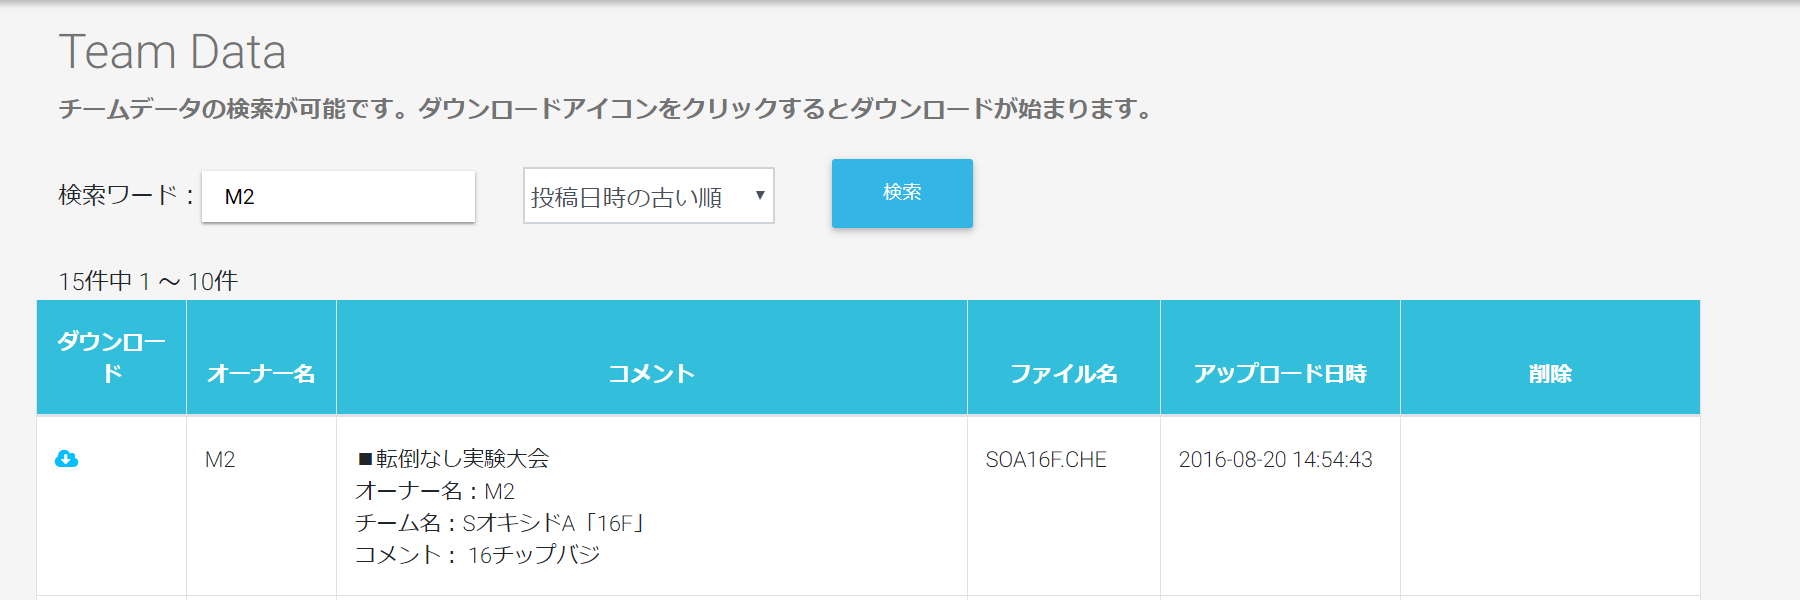 Team Data
チームデータの検索が可能です。ダウンロードアイコンをクリックするとダウンロードが始まります。
検索ワード： M2 投稿日時の古い順 検索
15件中 1 ～ 10件
ダウンロー
ド オーナー名 コメント ファイル名 アップロード日時 削除
M2 ■転倒なし実験大会 SOA16F.CHE 2016-08-20 14:54:43
オーナー名：M2
チーム名：SオキシドA「16F」
コメント： 16チップバジ